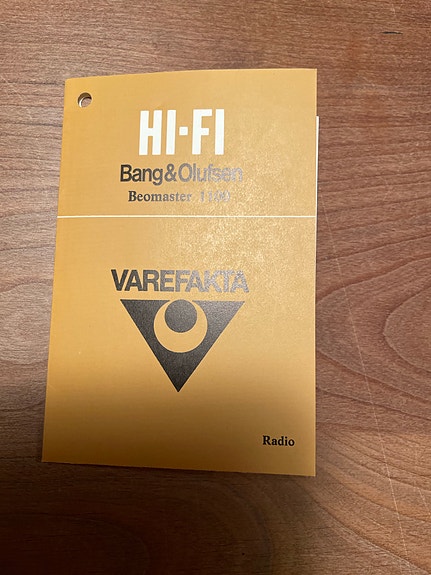 HI-FI
Bang&Olufsen
Beomaster
VAREFAKTA
Radio